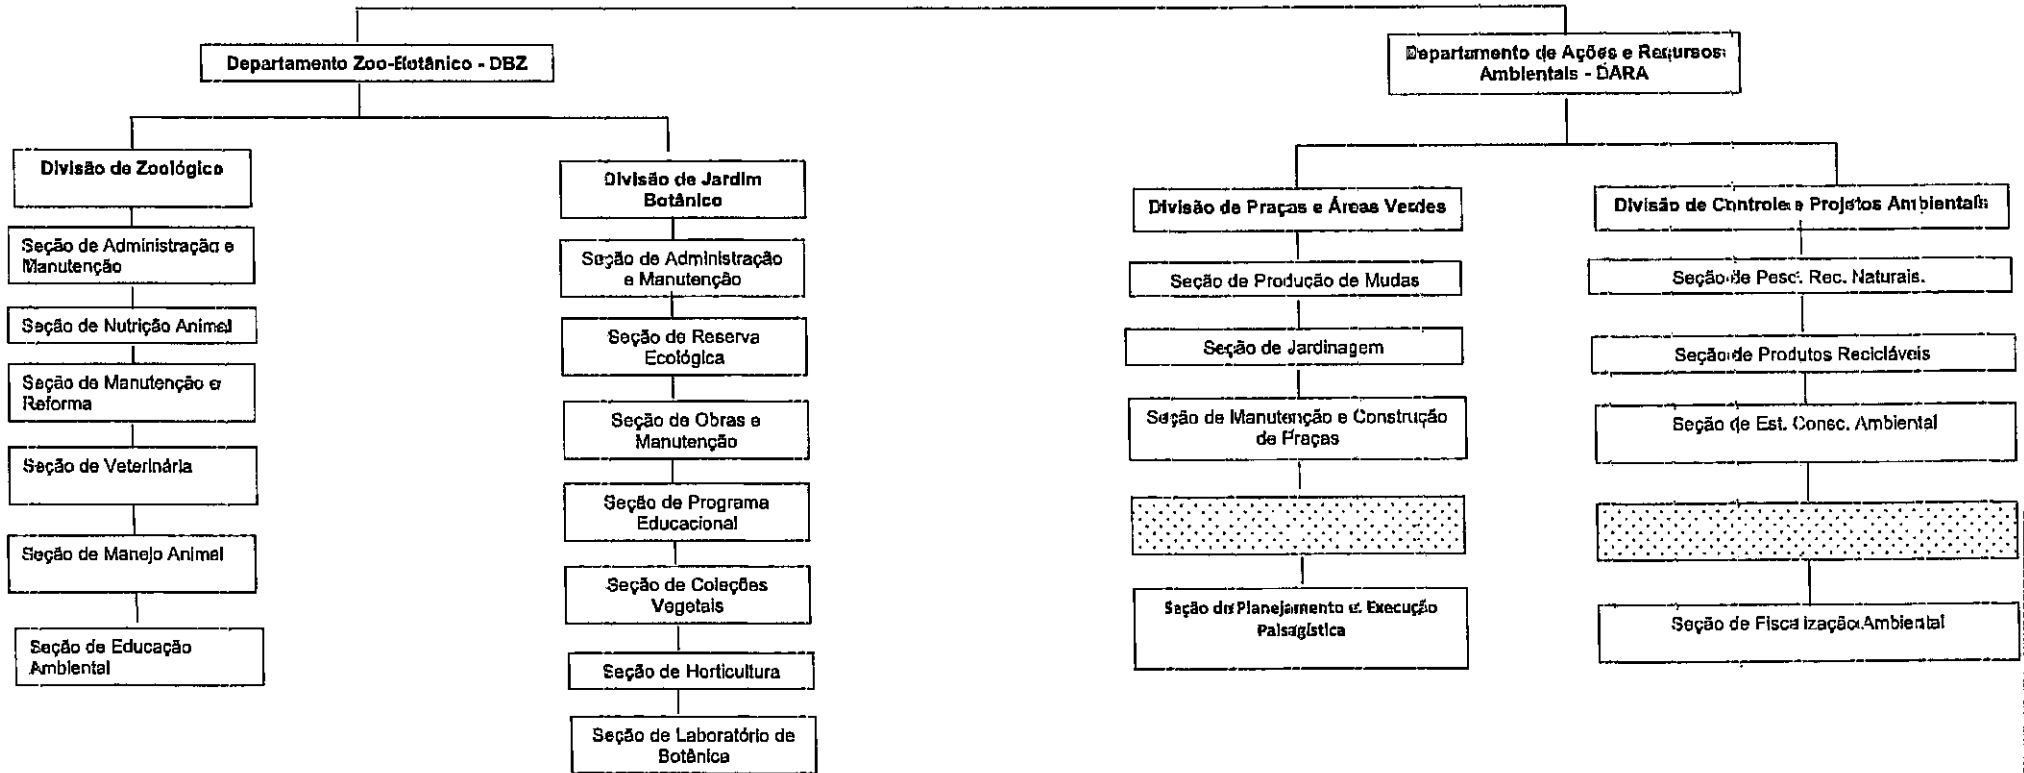 Departamento Zoo-Botânico - DBZ
Departamento de Ações e Recursos
Ambientais - DARA
Divisão de Zoológico
Seção de Administração e
Manutenção
Seção de Nutrição Animal
Seção de Manutenção e
Reforma
Seção de Veterinária
Seção de Manejo Animal
Seção de Educação
Ambiental
Divisão de Jardim
Botânico
Seção de Administração
e Manutenção
Seção de Reserva
Ecológica
Seção de Obras e
Manutenção
Seção de Programa
Educacional
Seção de Coleções
Vegetais
Seção de Horticultura
Seção de Laboratório de
Botânica
Divisão de Praças e Áreas Verdes
Seção de Produção de Mudas
Seção de Jardinagem
Seção de Manutenção e Construção
de Praças
Seção de Planejamento e Execução
Paisagística
Divisão de Controle e Projetos Ambientais
Seção de Pesc. Rec. Naturais.
Seção de Produtos Recicláveis
Seção de Est. Consc. Ambiental
Seção de Fiscalização Ambiental